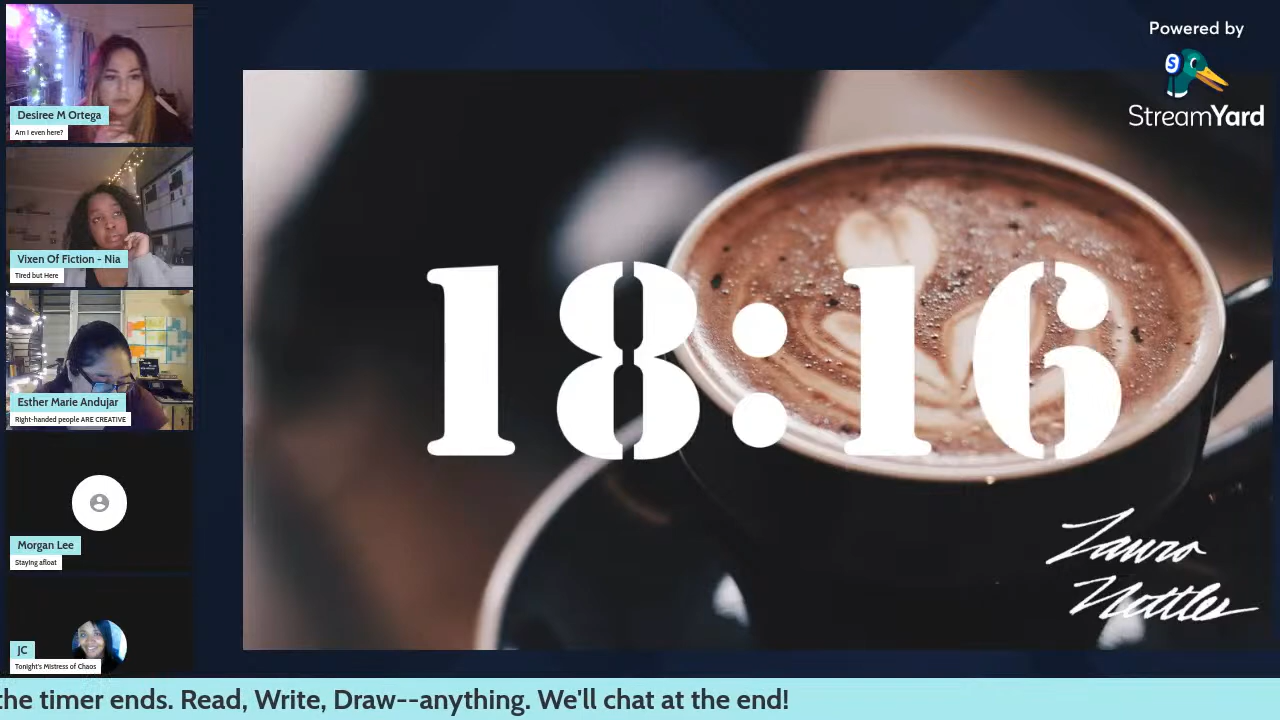 Powered by
StreamYard
Desiree M Ortega
Am I even here?
Vixen Of Fiction - Nia
Tired but Here
Esther Marie Andujar
Right-handed people ARE CREATIVE
Morgan Lee
Staying afloat
JC
Tonight's Mistress of Chaos
18:16
the timer ends. Read, Write, Draw--anything. We'll chat at the end!